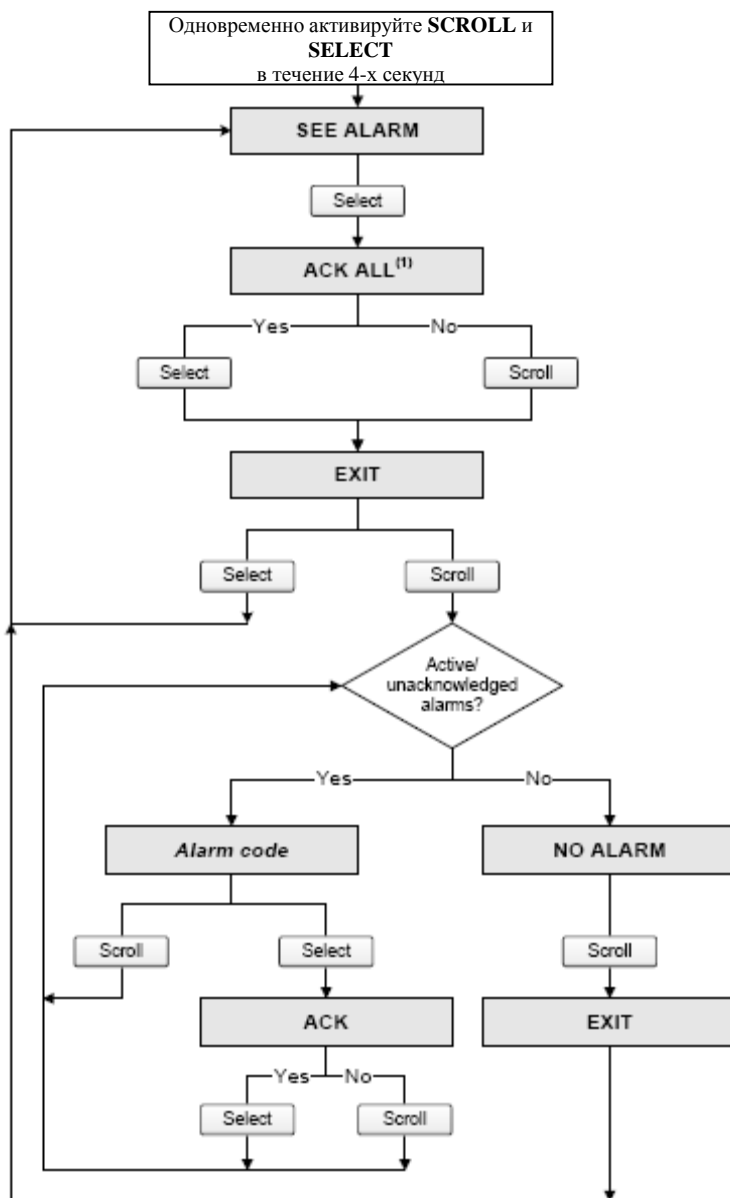 Одновременно активируйте SCROLL и
SELECT
в течение 4-х секунд
SEE ALARM
Select
ACK ALL(1)
Yes No
Select Scroll
EXIT
Select Scroll
Active/
unacknowledged
alarms?
Yes No
Alarm code NO ALARM
Scroll Select Scroll
ACK EXIT
Yes No
Select Scroll